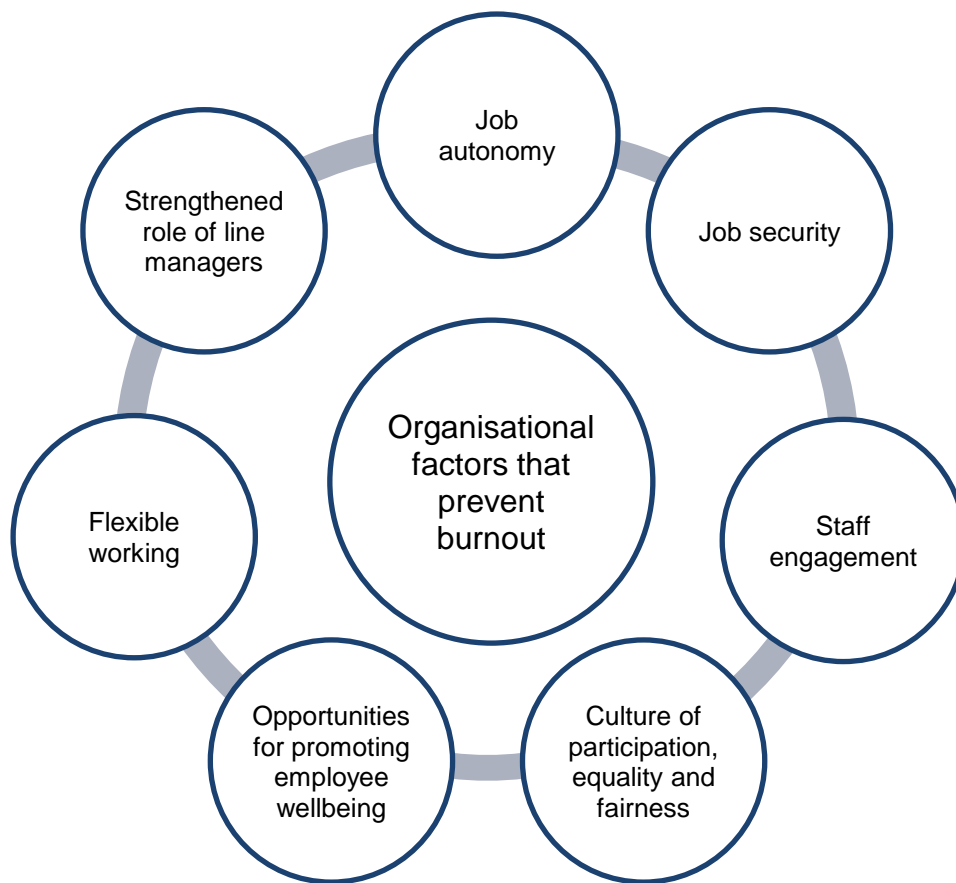 Job
autonomy
Job security
Staff
engagement
Culture of
participation,
equality and
fairness
Opportunities
for promoting
employee
wellbeing
Flexible
working
Strengthened
role of line
managers
Organisational
factors that
prevent
burnout